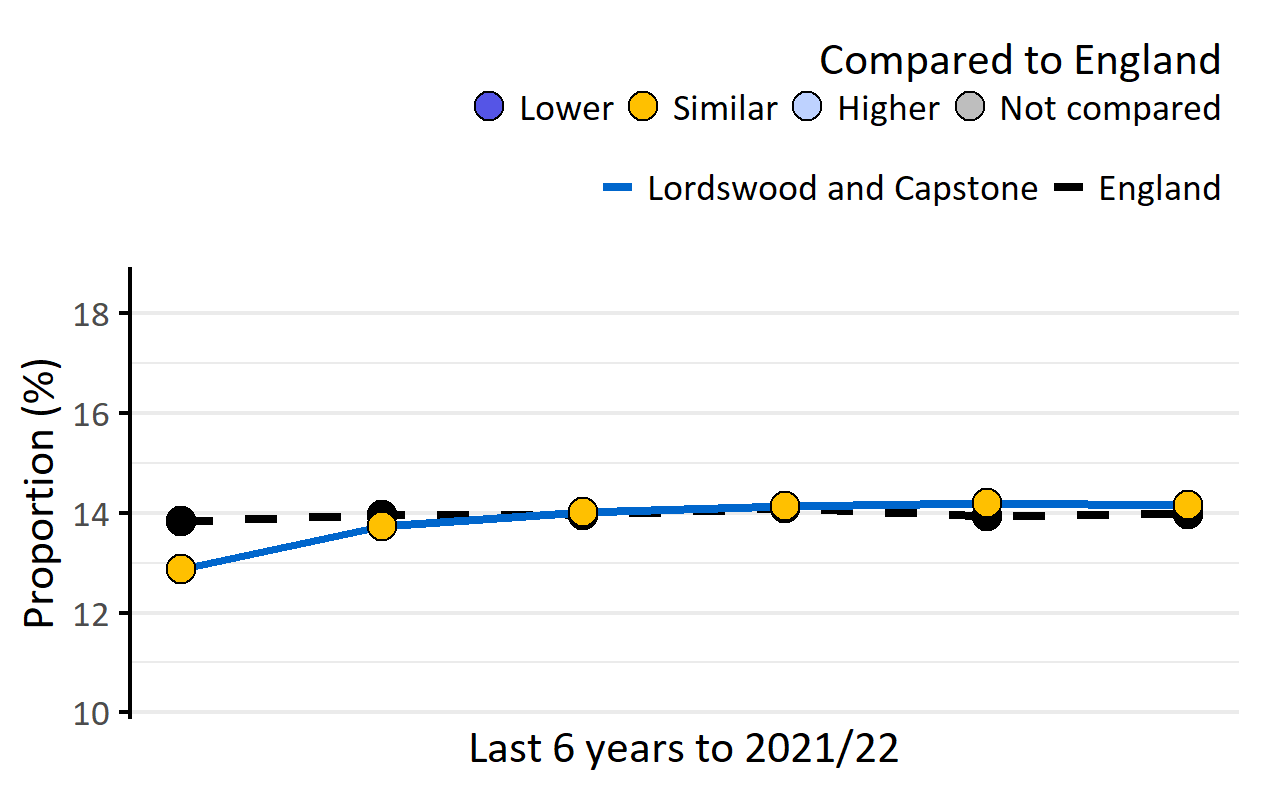 Compared to England
Lower Similar Higher Not compared
Lordswood and Capstone England
18
16
14
12
10
Proportion (%)
Last 6 years to 2021/22